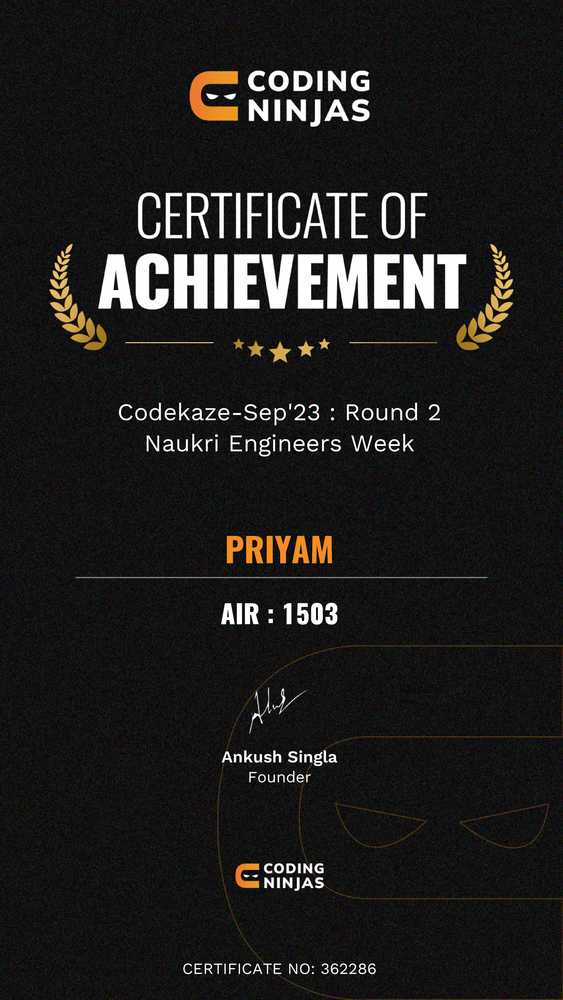 CODING
NINJAS
CERTIFICATE OF
ACHIEVEMENT
Codekaze-Sep'23 : Round 2
Naukri Engineers Week
PRIYAM
AIR : 1503
Ankush Singla
Founder
CODING
NINJAS
CERTIFICATE NO: 362286